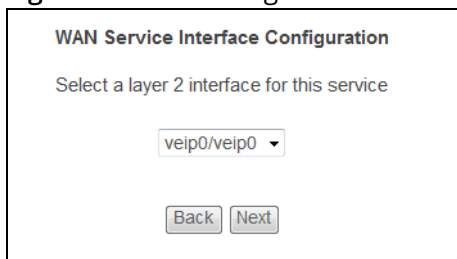 WAN Service Interface Configuration
Select a layer 2 interface for this service
veip0/veip0
Back Next